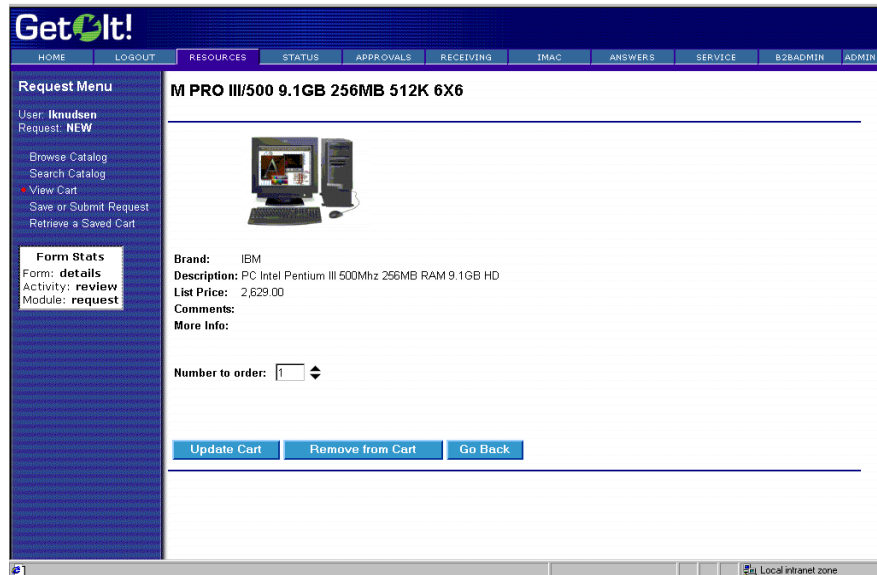 Get It!
HOME LOGOUT RESOURCES STATUS APPROVALS RECEIVING IMAC ANSWERS SERVICE B2BADMIN ADMIN
Request Menu
User: lknudsen
Request: NEW
Browse Catalog
Search Catalog
View Cart
Save or Submit Request
Retrieve a Saved Cart
Form Stats
Form: details
Activity: review
Module: request
M PRO III/500 9.1GB 256MB 512K 6X6
Brand: IBM
Description: PC Intel Pentium III 500Mhz 256MB RAM 9.1GB HD
List Price: 2,629.00
Comments:
More Info:
Number to order: 1
Update Cart Remove from Cart Go Back
Local intranet zone